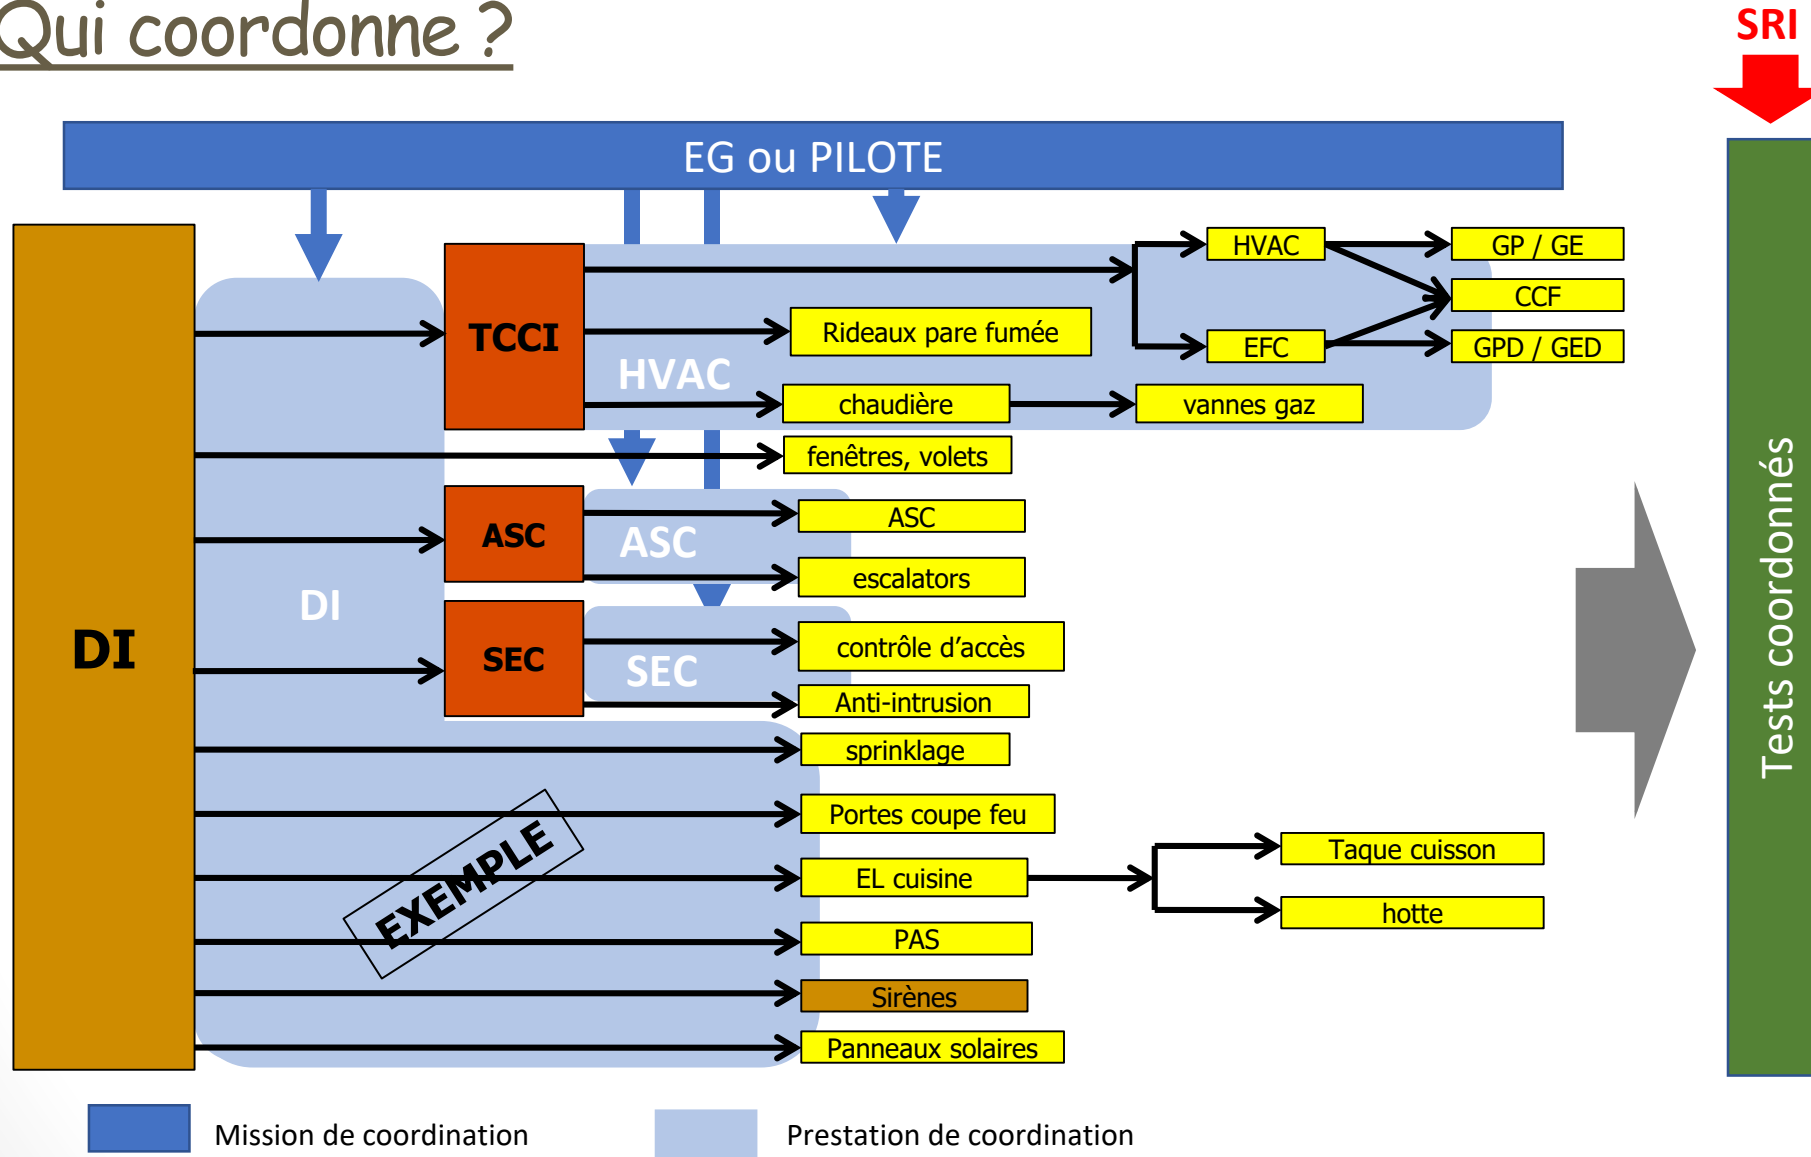 Qui coordonne ?
SRI
EG ou PILOTE
DI
DI
TCCI
HVAC
HVAC
GP / GE
CCF
EFC
GPD / GED
Rideaux pare fumée
chaudière
vannes gaz
fenêtres, volets
ASC
ASC
ASC
escalators
SEC
SEC
contrôle d’accès
Anti-intrusion
sprinklage
Portes coupe feu
EL cuisine
Taque cuisson
hotte
PAS
Sirènes
Panneaux solaires
EXEMPLE
Tests coordonnés
Mission de coordination
Prestation de coordination